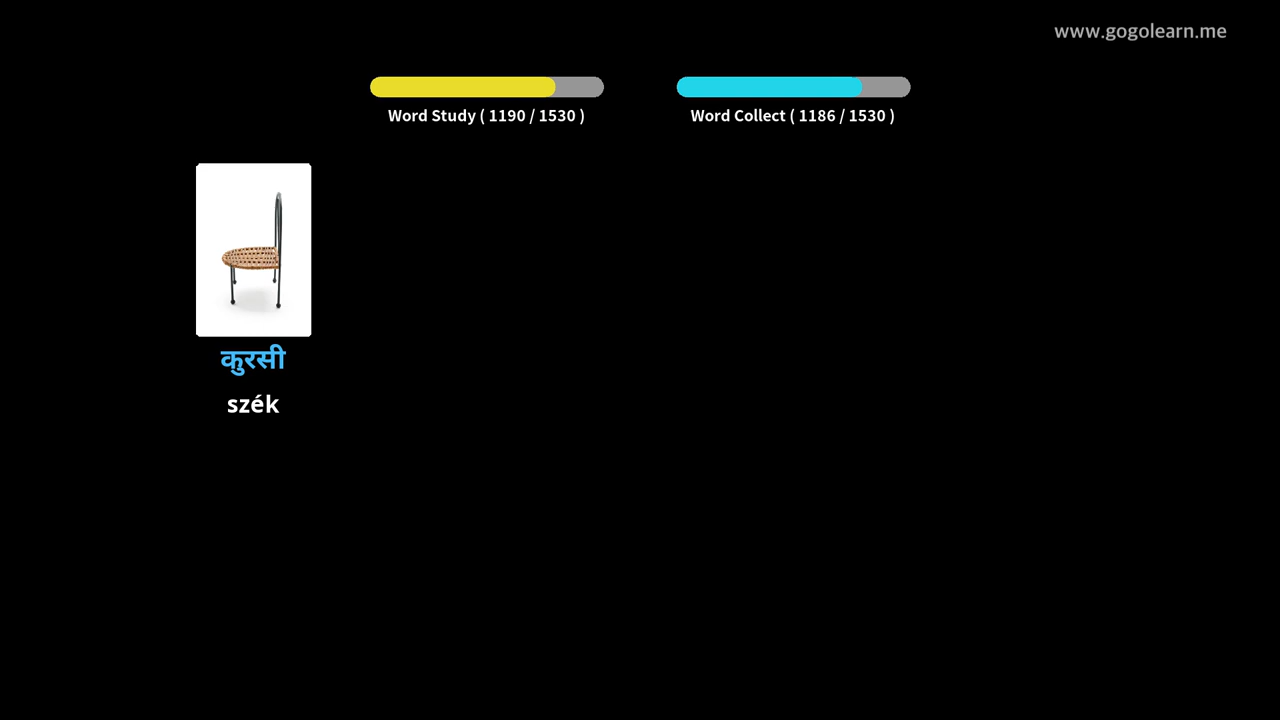 www.gogolearn.me
Word Study ( 1190 / 1530 )
Word Collect ( 1186 / 1530 )
कुरसी
szék